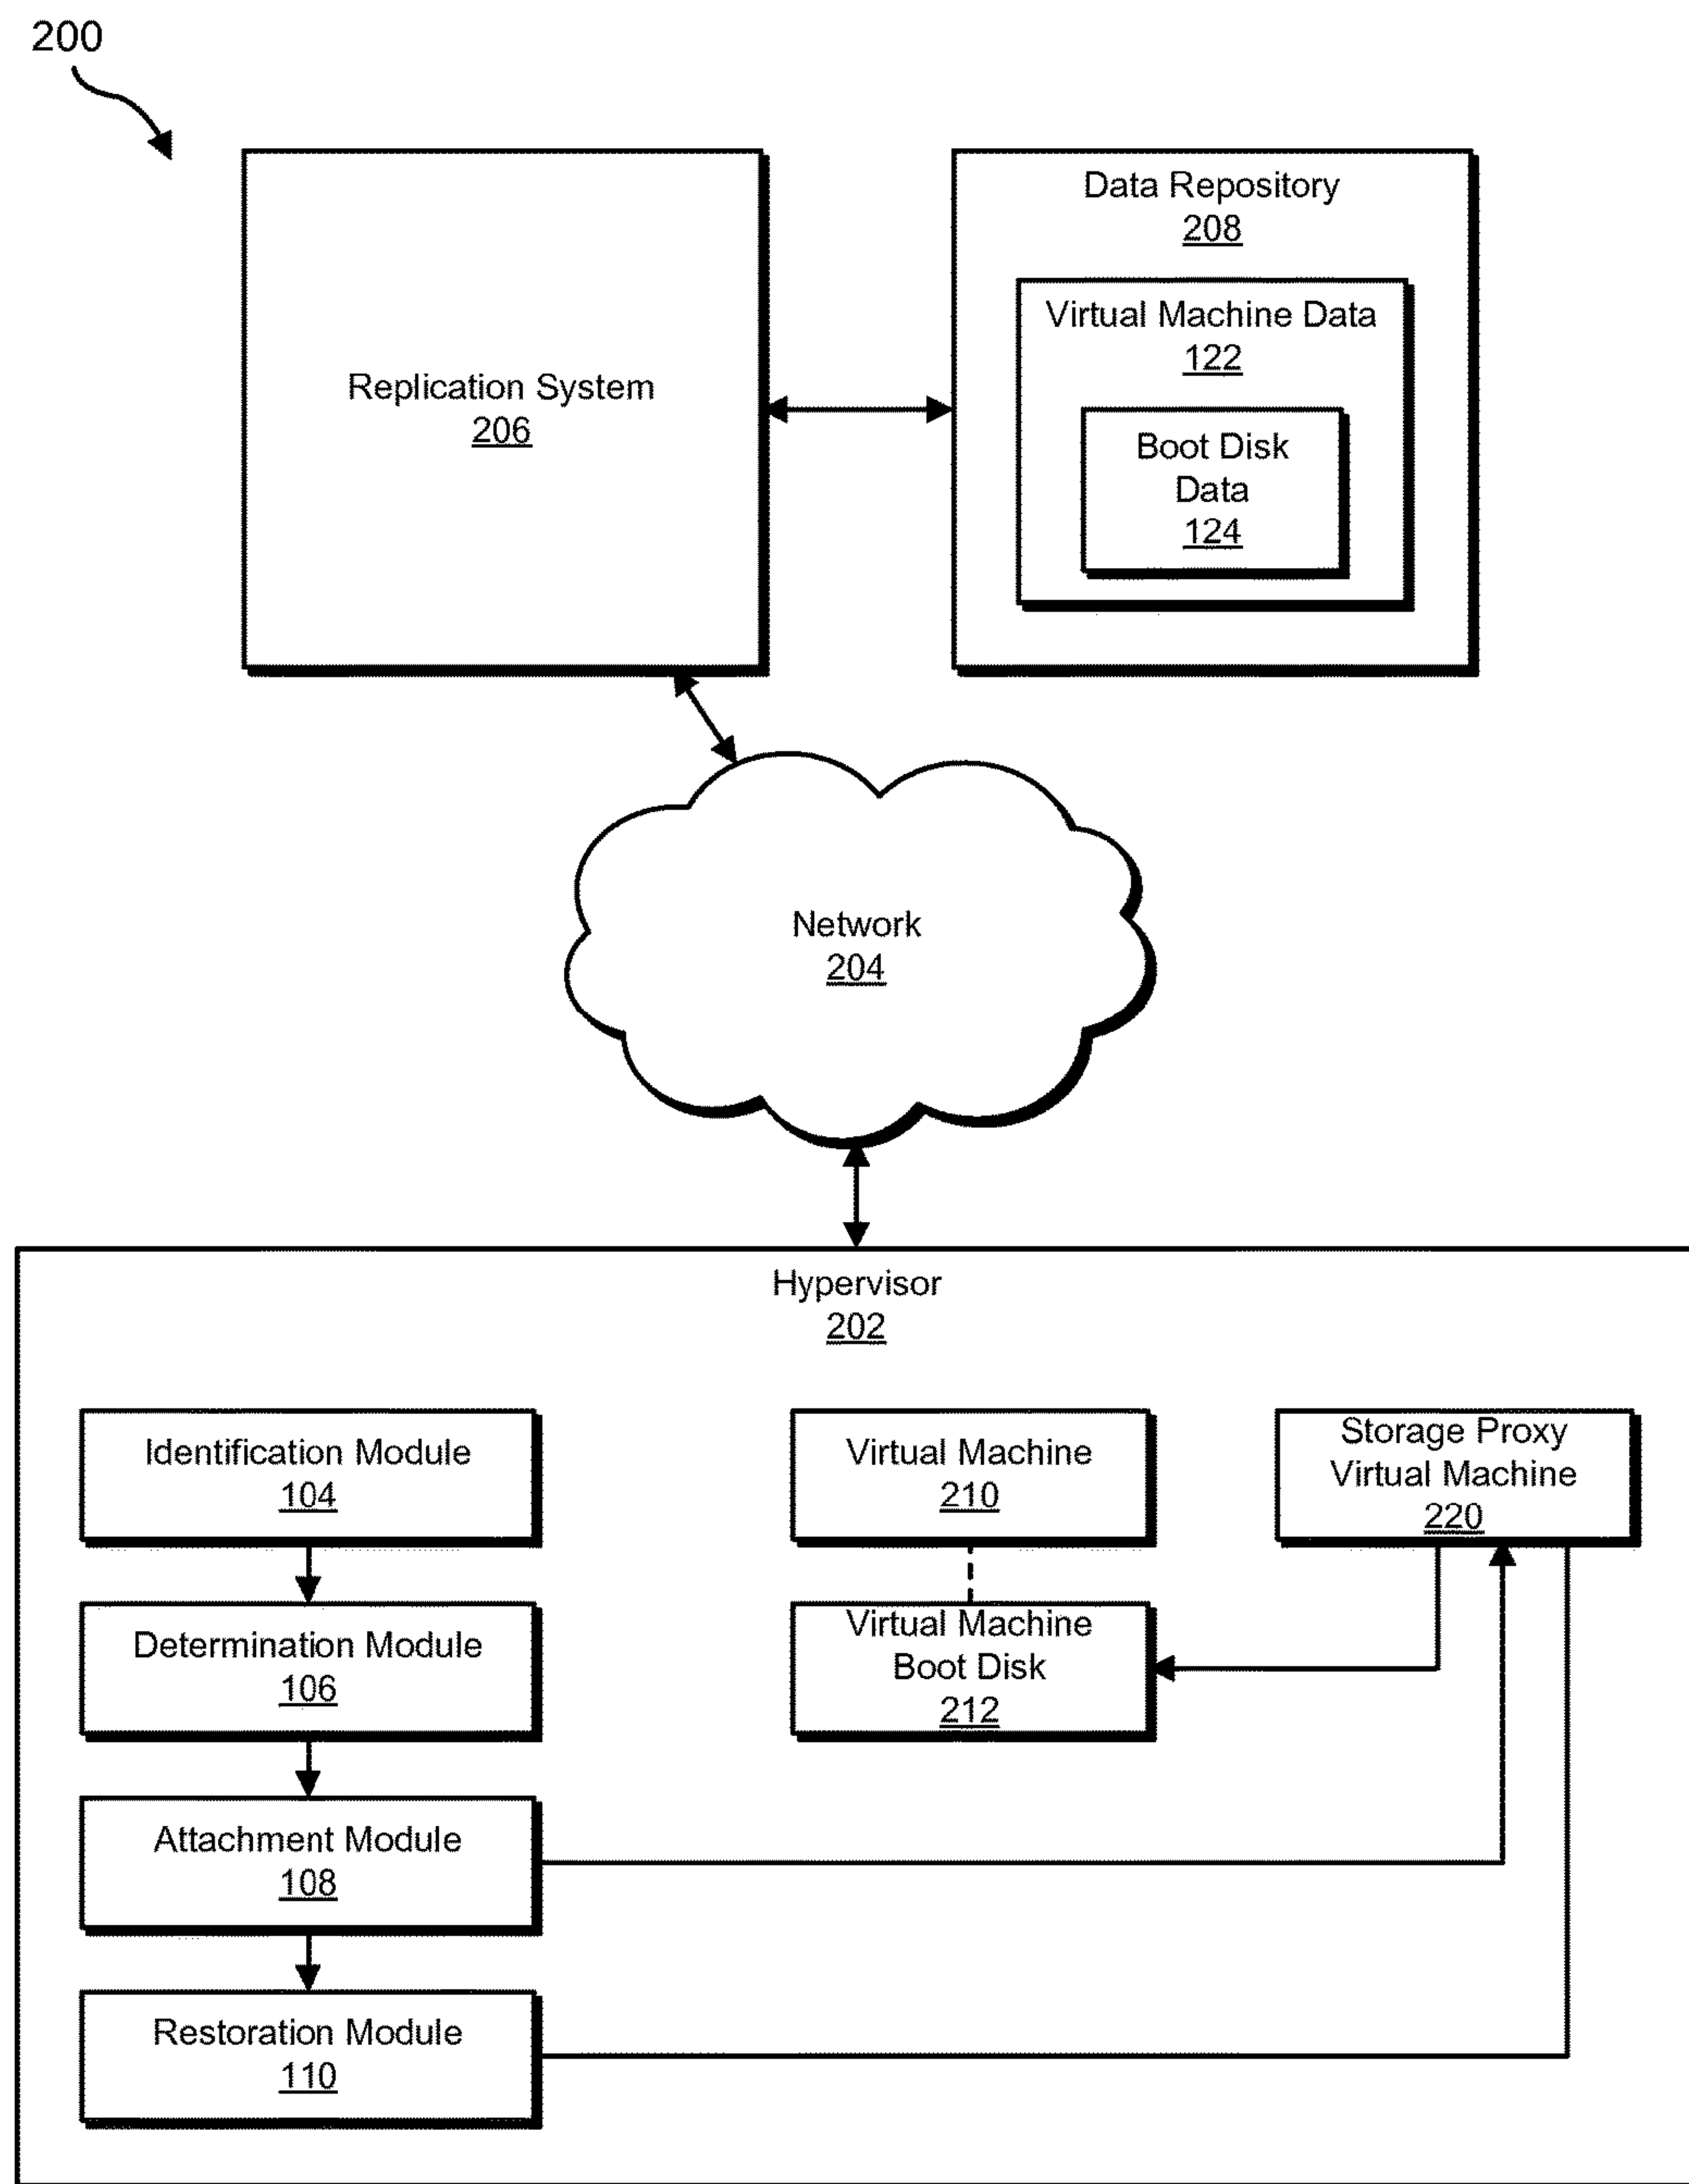 200
Replication System
206
Data Repository
208
Virtual Machine Data
122
Boot Disk
Data
124
Network
204
Hypervisor
202
Identification Module
104
Determination Module
106
Attachment Module
108
Restoration Module
110
Virtual Machine
210
Virtual Machine
Boot Disk
212
Storage Proxy
Virtual Machine
220